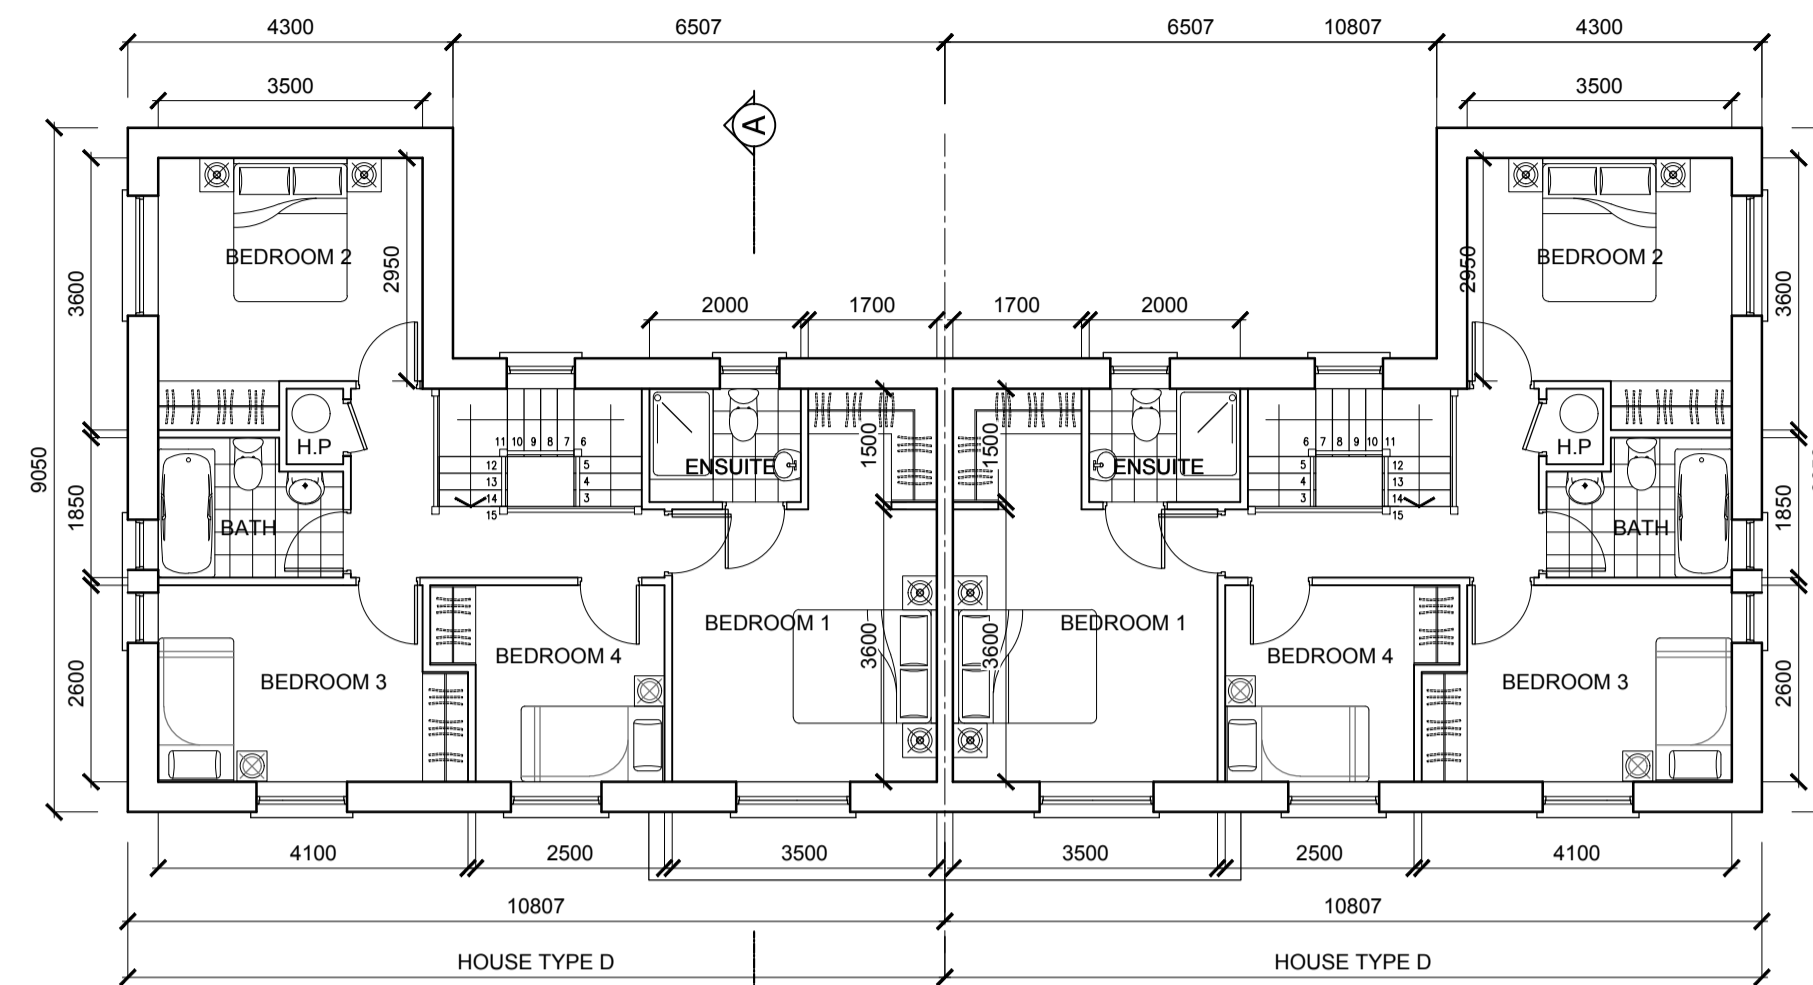 4300 6507 6507 10807 4300
3500 3500
A
BEDROOM 2 BEDROOM 2
2950 2950
3600 3600
2000 1700 1700 2000
H.P H.P
11 10 9 8 7 6
6 7 8 9 10 11
12 5
13 4
14 3
15
5 12
4 13
3 14
15
ENSUITE ENSUITE
1500 1500
9050
1850 1850
BATH BATH
BEDROOM 1 BEDROOM 1
3600 3600
BEDROOM 4 BEDROOM 4
BEDROOM 3 BEDROOM 3
2600 2600
4100 2500 3500 3500 2500 4100
10807 10807
HOUSE TYPE D HOUSE TYPE D